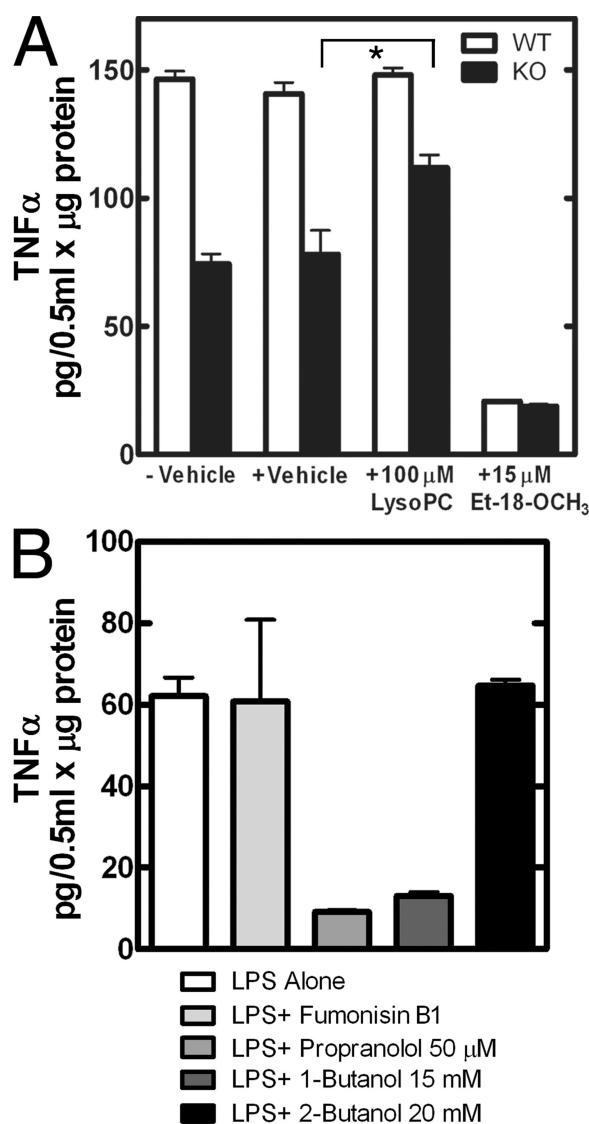 A
*
WT
KO
TNFα
pg/0.5ml x μg protein
150
100
50
0
- Vehicle
+Vehicle
+100 μM
LysoPC
+15 μM
Et-18-OCH₃
B
TNFα
pg/0.5ml x μg protein
100
80
60
40
20
0
LPS Alone
LPS+ Fumonisin B1
LPS+ Propranolol 50 μM
LPS+ 1-Butanol 15 mM
LPS+ 2-Butanol 20 mM